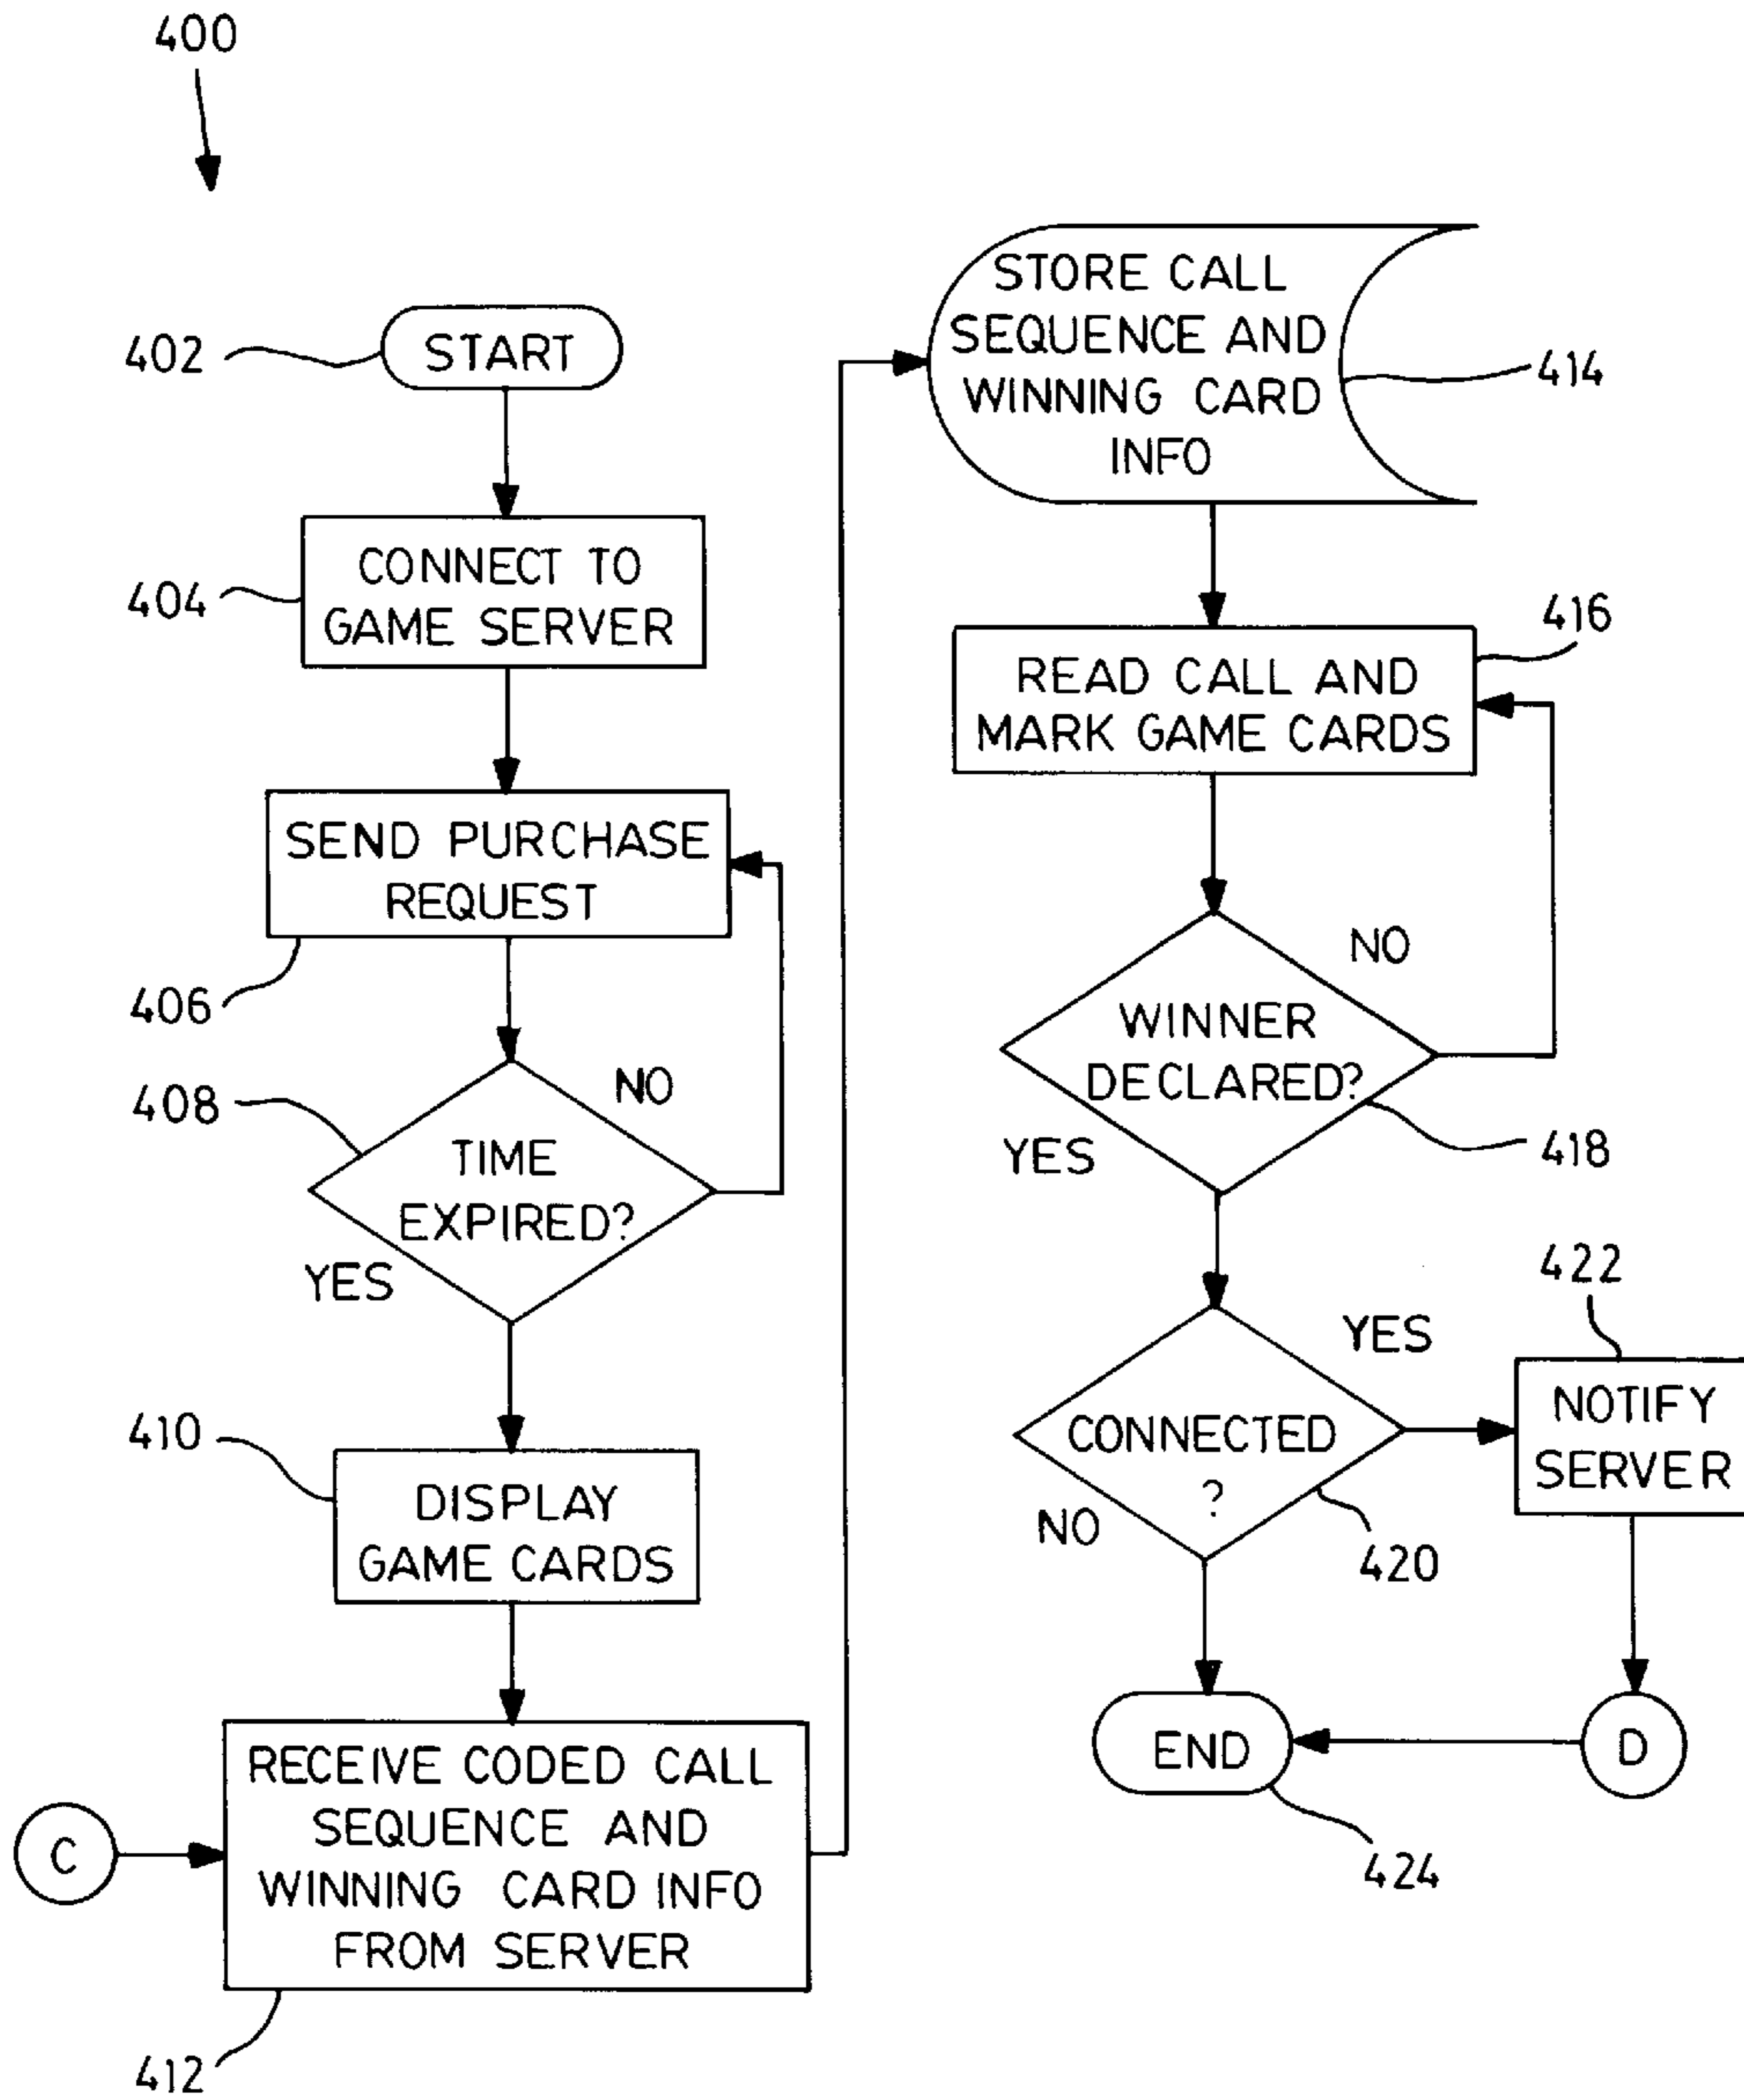 400
402
START
404
CONNECT TO
GAME SERVER
406
SEND PURCHASE
REQUEST
408
TIME
EXPIRED?
NO
YES
410
DISPLAY
GAME CARDS
C
RECEIVE CODED CALL
SEQUENCE AND
WINNING CARD INFO
FROM SERVER
412
STORE CALL
SEQUENCE AND
WINNING CARD
INFO
414
416
READ CALL AND
MARK GAME CARDS
NO
WINNER
DECLARED?
YES
418
422
YES
CONNECTED
?
NO
420
NOTIFY
SERVER
END
D
424